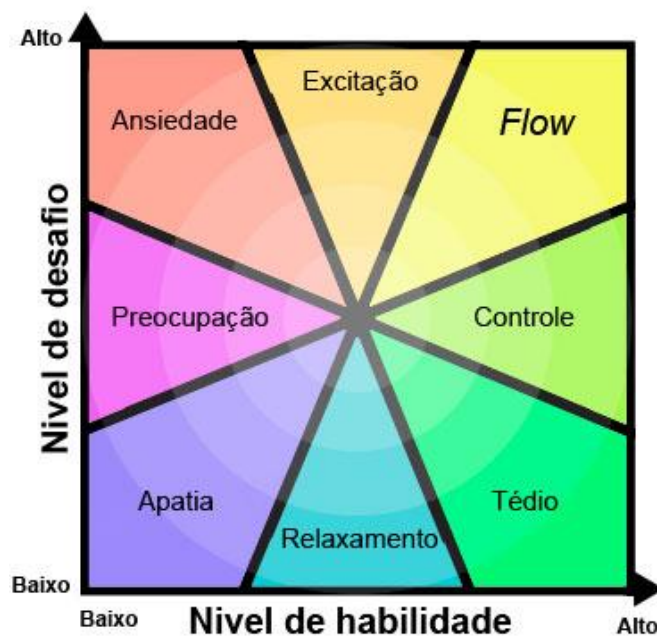 Alto
Excitação
Ansiedade
Flow
Nivel de desafio
Preocupação
Controle
Apatia
Tédio
Relaxamento
Baixo
Baixo
Nivel de habilidade
Alto